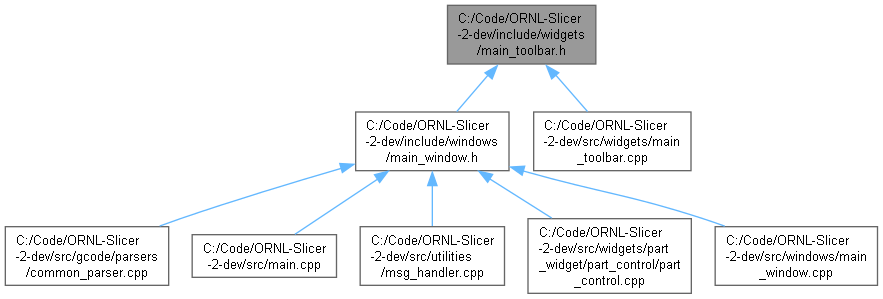 C:/Code/ORNL-Slicer
-2-dev/include/widgets
/main_toolbar.h
C:/Code/ORNL-Slicer
-2-dev/include/windows
/main_window.h
C:/Code/ORNL-Slicer
-2-dev/src/widgets/main
_toolbar.cpp
C:/Code/ORNL-Slicer
-2-dev/src/gcode/parsers
/common_parser.cpp
C:/Code/ORNL-Slicer
-2-dev/src/main.cpp
C:/Code/ORNL-Slicer
-2-dev/src/utilities
/msg_handler.cpp
C:/Code/ORNL-Slicer
-2-dev/src/widgets/part
_widget/part_control/part
_control.cpp
C:/Code/ORNL-Slicer
-2-dev/src/windows/main
_window.cpp